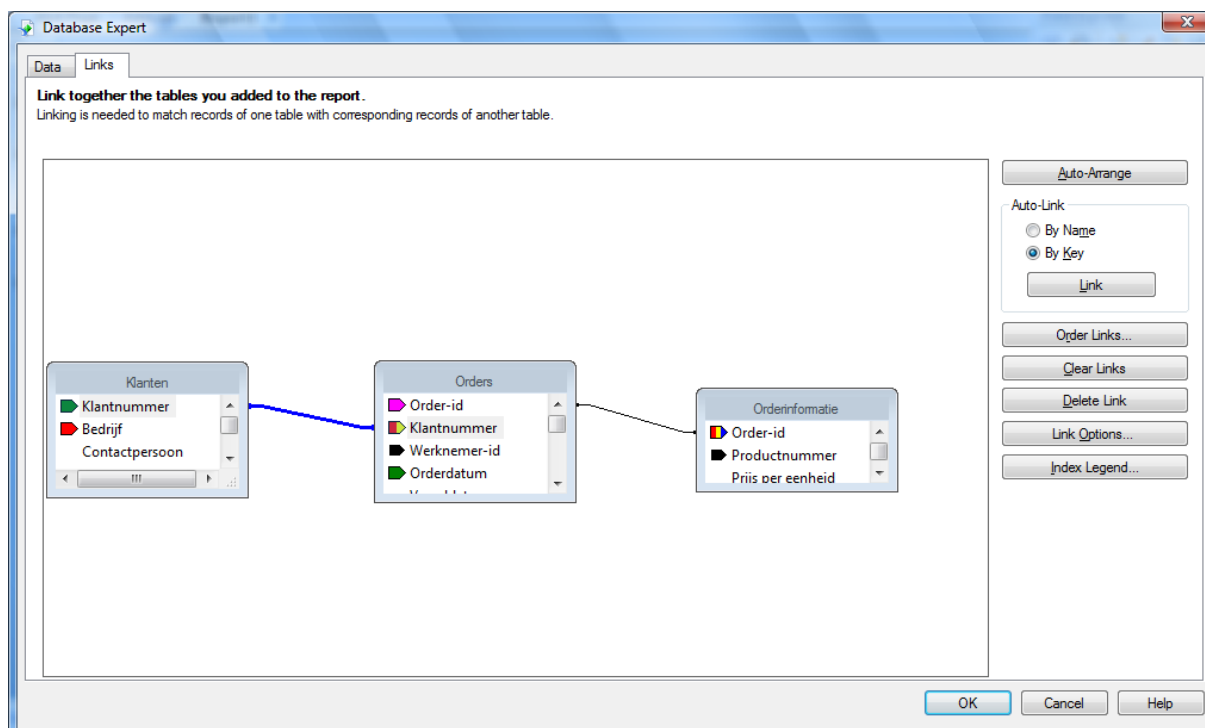 Database Expert
Data
Links
Link together the tables you added to the report.
Linking is needed to match records of one table with corresponding records of another table.
Auto-Arrange
Auto-Link
By Name
By Key
Link
Order Links...
Clear Links
Delete Link
Link Options...
Index Legend...
Klanten
Klantnummer
Bedrijf
Contactpersoon
Orders
Order-id
Klantnummer
Werknemer-id
Orderdatum
Orderinformatie
Order-id
Productnummer
Prijs per eenheid
OK
Cancel
Help